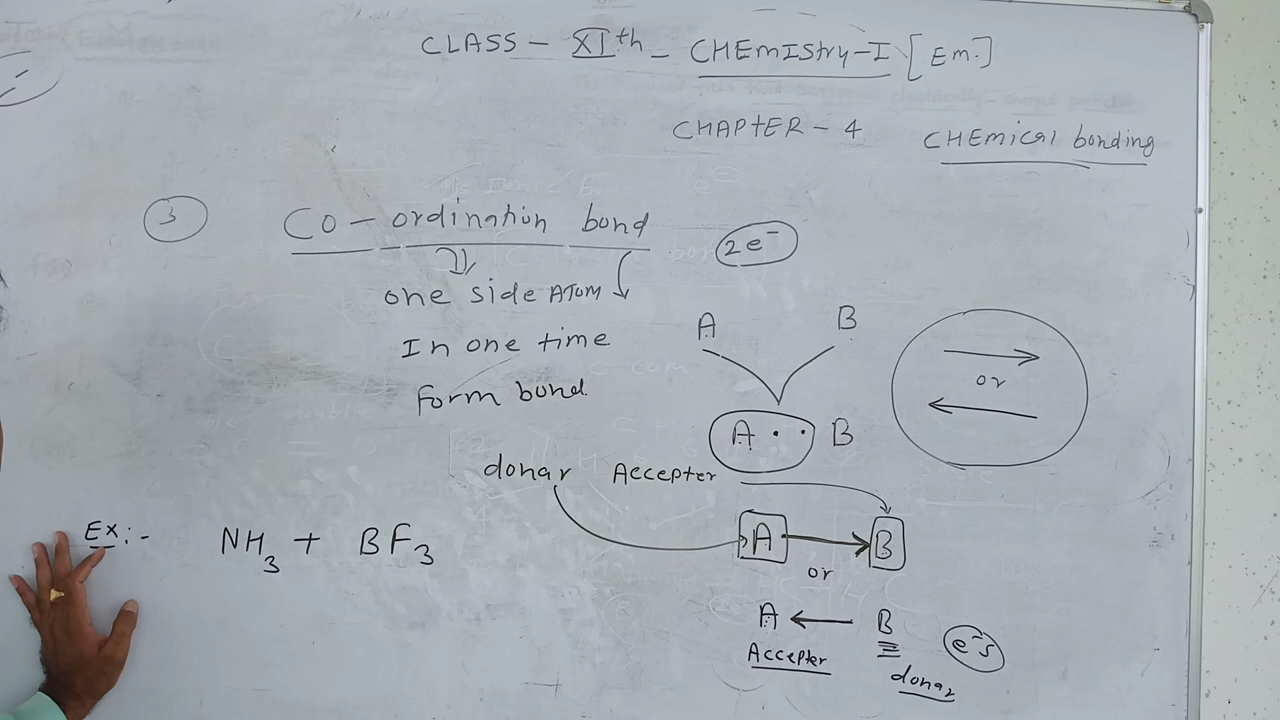 CLASS - XIth - CHEMIStry-I [Em.]
CHAPtER - 4 CHEmical bonding
3 Co-ordination bond 2e⁻
one side ATOM
In one time
form bond.
A B
or
A · · B
donar Accepter
A → B
or
Ex:- NH₃ + BF₃
A ← B e⁻s
Accepter donar